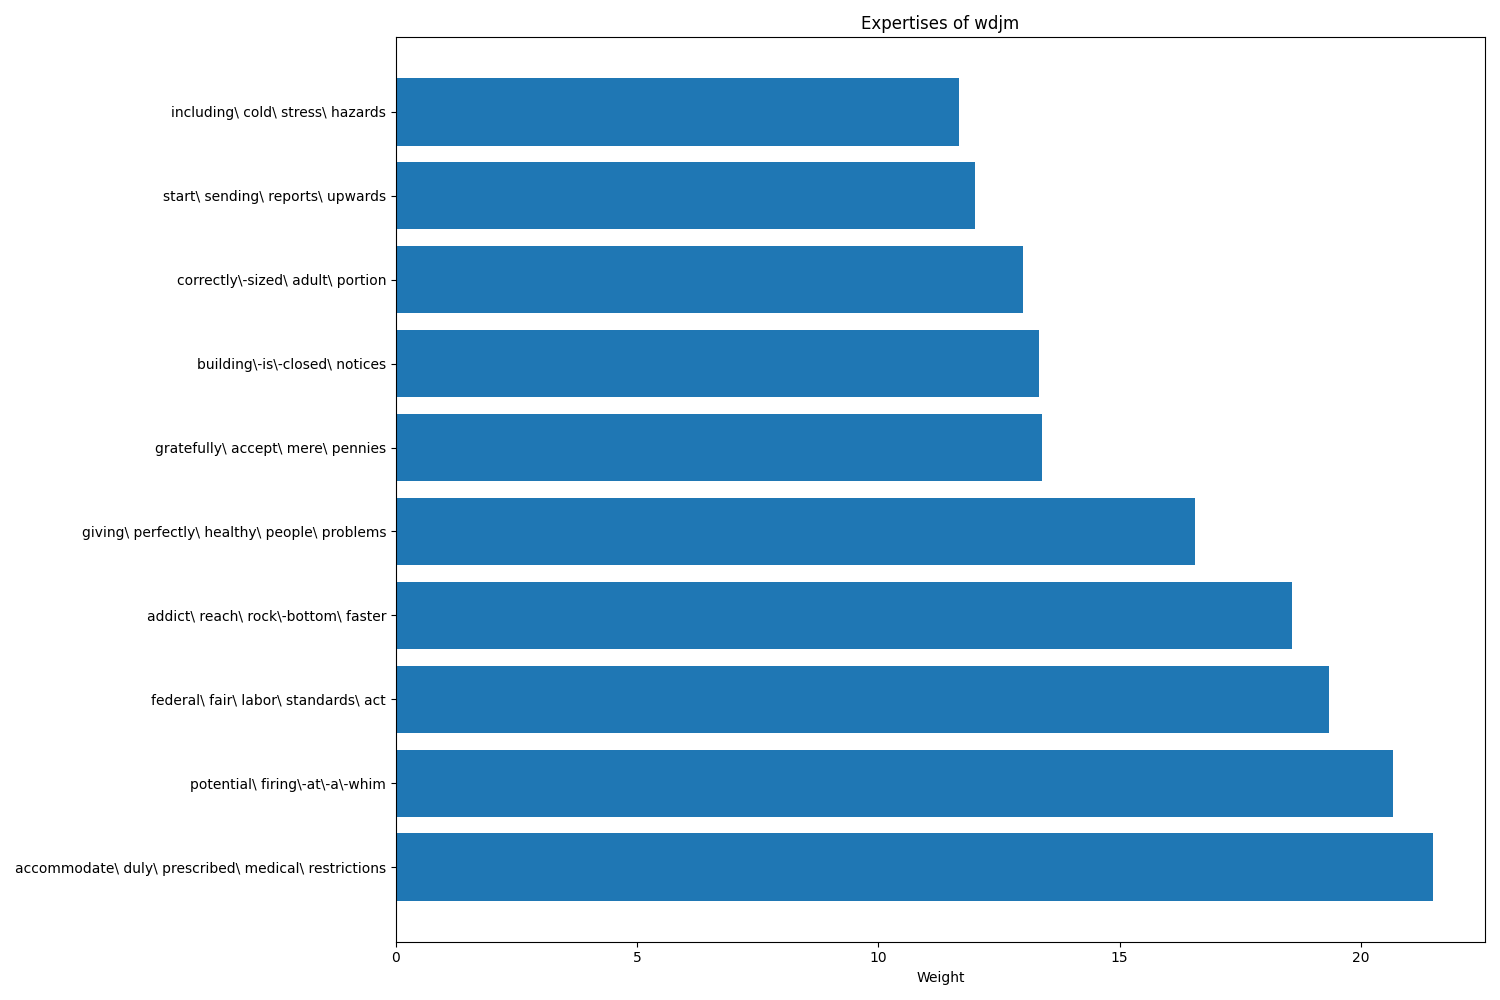 Expertises of wdjm
including\ cold\ stress\ hazards
start\ sending\ reports\ upwards
correctly\-sized\ adult\ portion
building\-is\-closed\ notices
gratefully\ accept\ mere\ pennies
giving\ perfectly\ healthy\ people\ problems
addict\ reach\ rock\-bottom\ faster
federal\ fair\ labor\ standards\ act
potential\ firing\-at\-a\-whim
accommodate\ duly\ prescribed\ medical\ restrictions
0 5 10 15 20
Weight